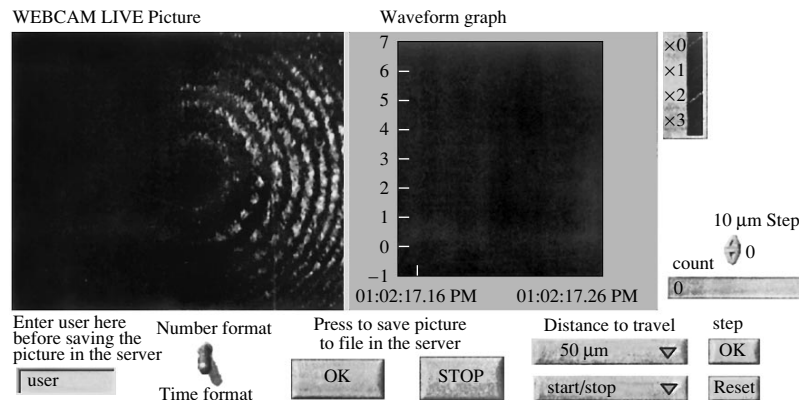 WEBCAM LIVE Picture
Waveform graph
7
6
5
4
3
2
1
0
–1
01:02:17.16 PM
01:02:17.26 PM
×0
×1
×2
×3
10 μm Step
0
count
0
Enter user here
before saving the
picture in the server
user
Number format
Time format
Press to save picture
to file in the server
OK
STOP
Distance to travel
50 μm
start/stop
step
OK
Reset